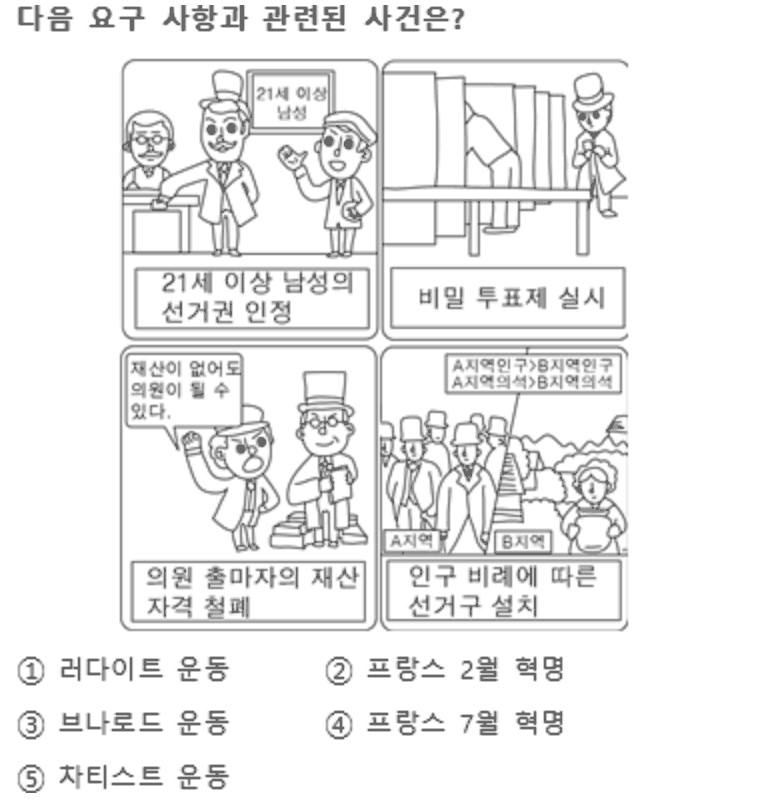 다음 요구 사항과 관련된 사건은?
21세 이상
남성
21세 이상 남성의
선거권 인정
비밀 투표제 실시
재산이 없어도
의원이 될 수
있다.
의원 출마자의 재산
자격 철폐
A지역인구>B지역인구
A지역의석>B지역의석
A지역
B지역
인구 비례에 따른
선거구 설치
① 러다이트 운동 ② 프랑스 2월 혁명
③ 브나로드 운동 ④ 프랑스 7월 혁명
⑤ 차티스트 운동